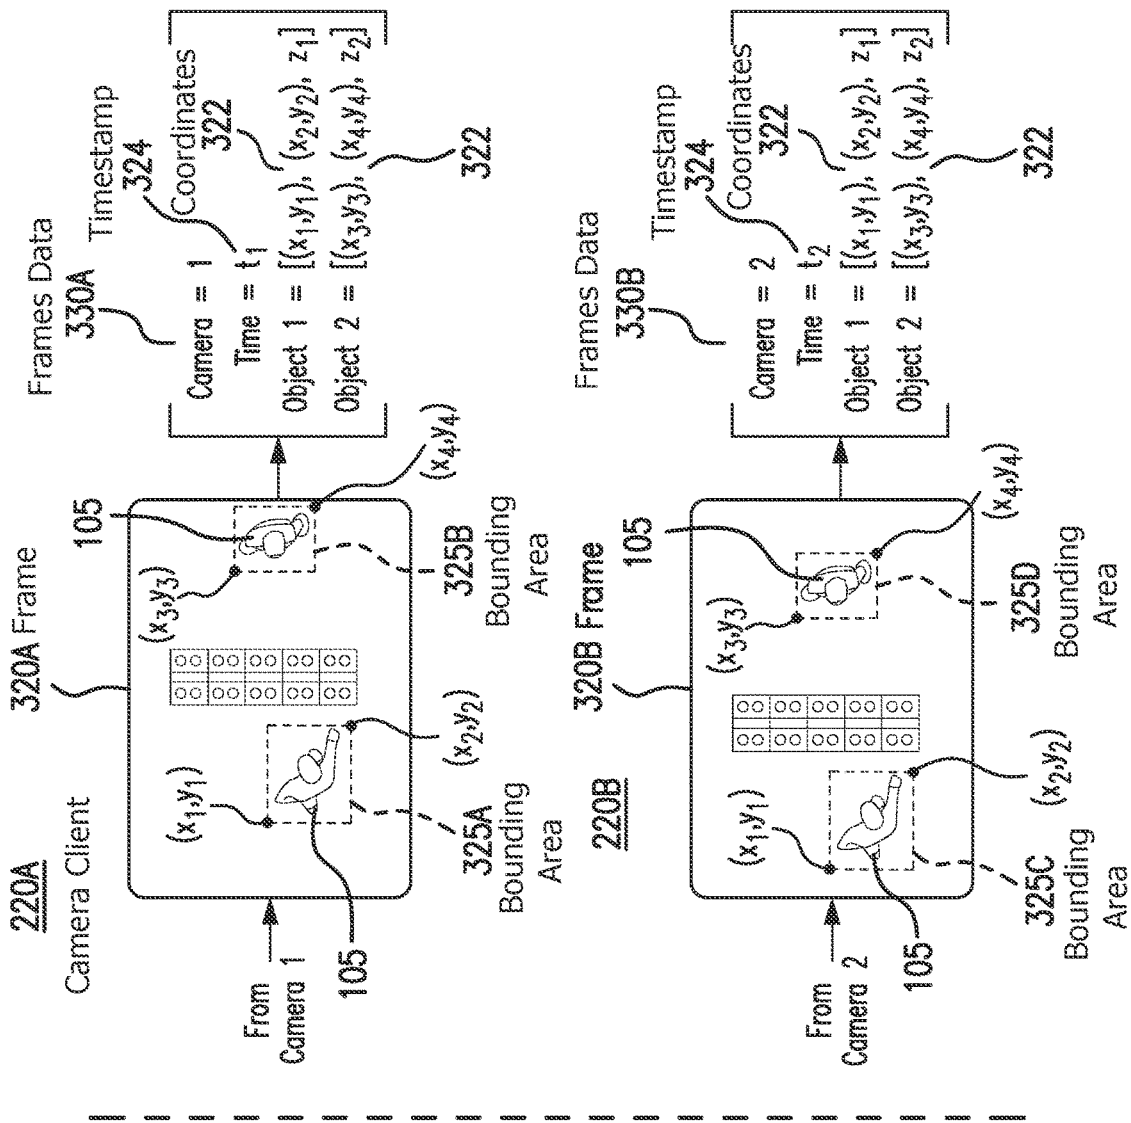 220A
Camera Client
320A Frame
Frames Data
330A
Timestamp
324
Coordinates
322
From
Camera 1
(x1,y1)
(x2,y2)
105
325A
Bounding
Area
(x3,y3)
105
(x4,y4)
325B
Bounding
Area
Camera = 1
Time = t1
Object 1 = [(x1,y1), (x2,y2), z1]
Object 2 = [(x3,y3), (x4,y4), z2]
322
220B
320B Frame
Frames Data
330B
Timestamp
324
Coordinates
322
From
Camera 2
(x1,y1)
(x2,y2)
105
325C
Bounding
Area
(x3,y3)
105
(x4,y4)
325D
Bounding
Area
Camera = 2
Time = t2
Object 1 = [(x1,y1), (x2,y2), z1]
Object 2 = [(x3,y3), (x4,y4), z2]
322